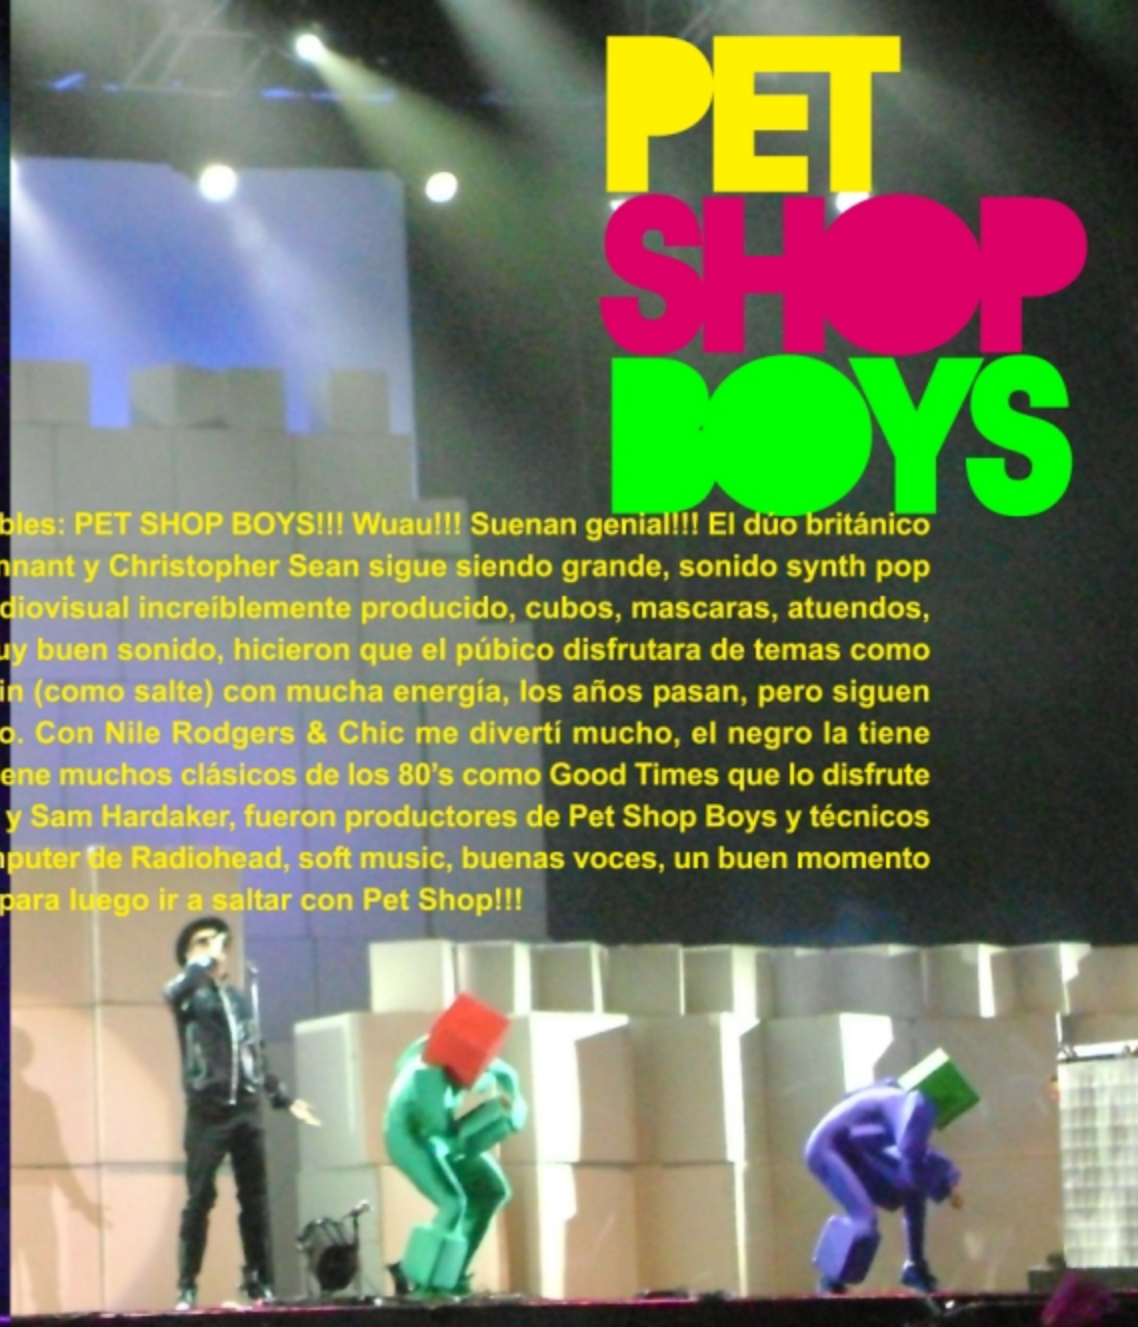 PET
SHOP
BOYS
bles: PET SHOP BOYS!!! Wuau!!! Suenan genial!!! El dúo británico
nnant y Christopher Sean sigue siendo grande, sonido synth pop
diovisual increíblemente producido, cubos, mascaras, atuendos,
uy buen sonido, hicieron que el púbico disfrutara de temas como
in (como salte) con mucha energía, los años pasan, pero siguen
o. Con Nile Rodgers & Chic me divertí mucho, el negro la tiene
ene muchos clásicos de los 80's como Good Times que lo disfrute
y Sam Hardaker, fueron productores de Pet Shop Boys y técnicos
nputer de Radiohead, soft music, buenas voces, un buen momento
para luego ir a saltar con Pet Shop!!!